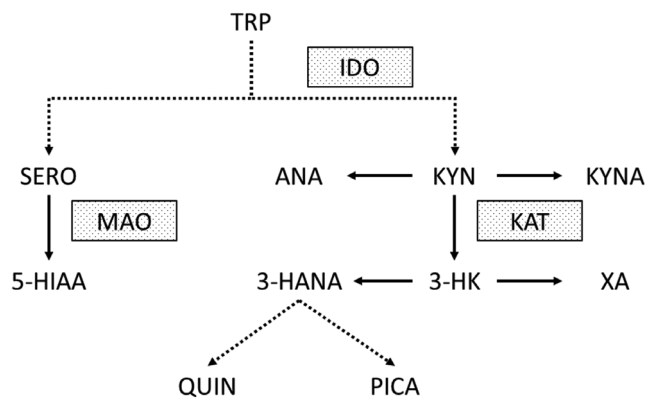 TRP
IDO
SERO
ANA
KYN
KYNA
MAO
KAT
5-HIAA
3-HANA
3-HK
XA
QUIN
PICA